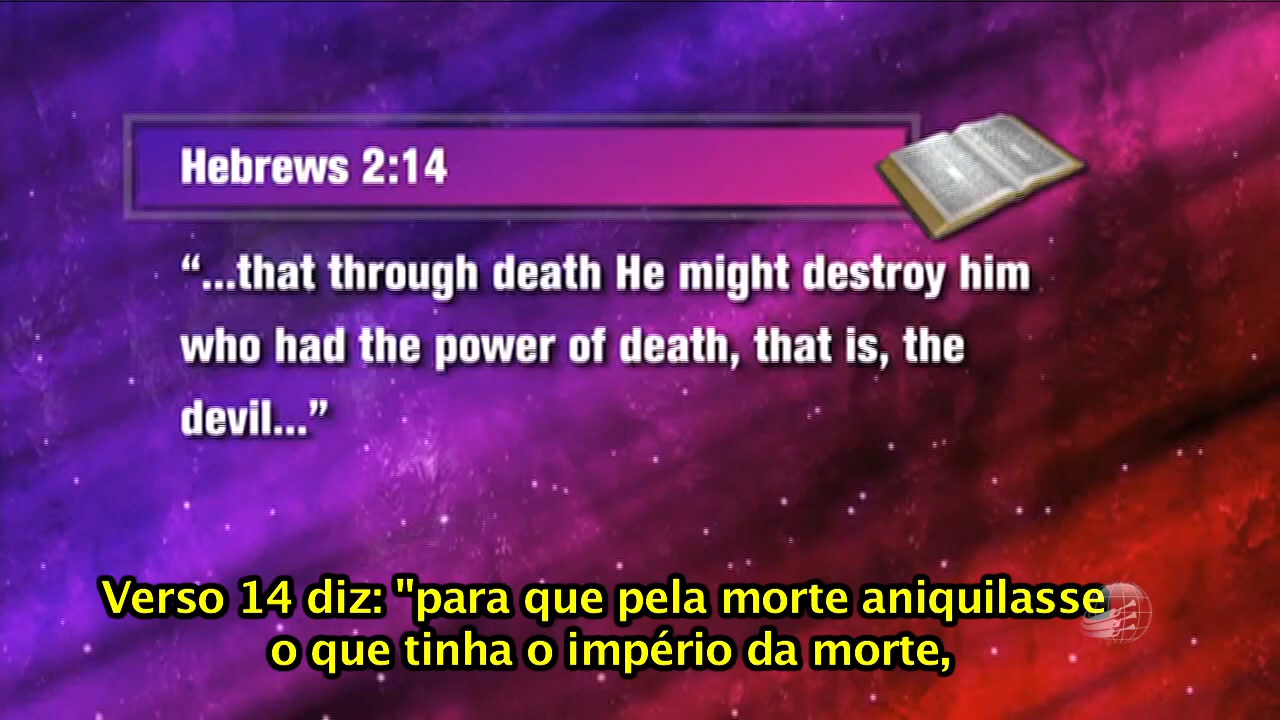 Hebrews 2:14
“...that through death He might destroy him
who had the power of death, that is, the
devil...”
Verso 14 diz: "para que pela morte aniquilasse
o que tinha o império da morte,